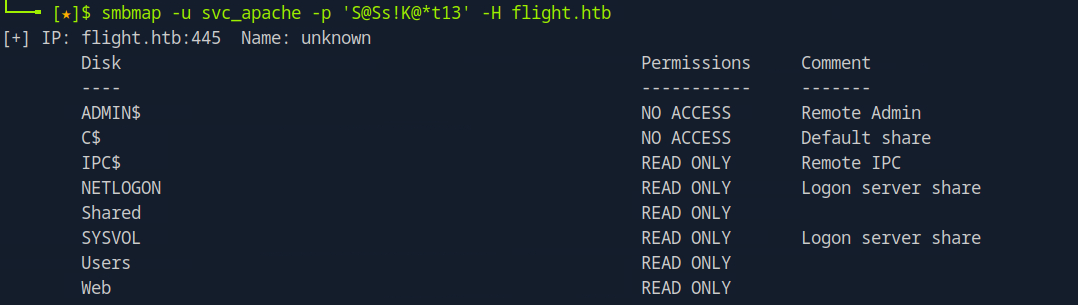 [★]$ smbmap -u svc_apache -p 'S@Ss!K@*t13' -H flight.htb
[+] IP: flight.htb:445  Name: unknown
Disk  Permissions  Comment
----  -----------  -------
ADMIN$  NO ACCESS  Remote Admin
C$  NO ACCESS  Default share
IPC$  READ ONLY  Remote IPC
NETLOGON  READ ONLY  Logon server share
Shared  READ ONLY
SYSVOL  READ ONLY  Logon server share
Users  READ ONLY
Web  READ ONLY